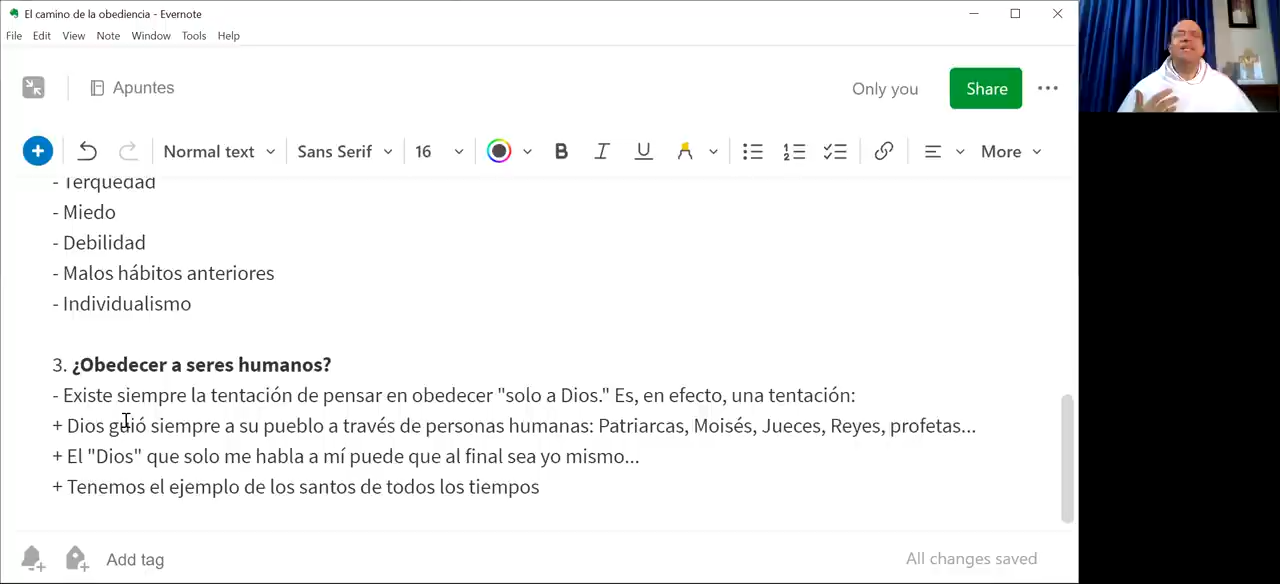 El camino de la obediencia - Evernote
File Edit View Note Window Tools Help
Apuntes
Only you
Share
Normal text
Sans Serif
16
B I U
More
- Terquedad
- Miedo
- Debilidad
- Malos hábitos anteriores
- Individualismo
3. ¿Obedecer a seres humanos?
- Existe siempre la tentación de pensar en obedecer "solo a Dios." Es, en efecto, una tentación:
+ Dios guió siempre a su pueblo a través de personas humanas: Patriarcas, Moisés, Jueces, Reyes, profetas...
+ El "Dios" que solo me habla a mí puede que al final sea yo mismo...
+ Tenemos el ejemplo de los santos de todos los tiempos
Add tag
All changes saved